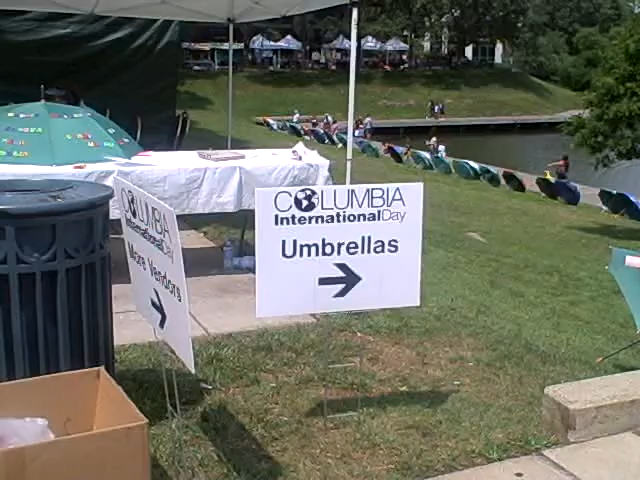 COLUMBIA
InternationalDay
More Vendors
COLUMBIA
InternationalDay
Umbrellas